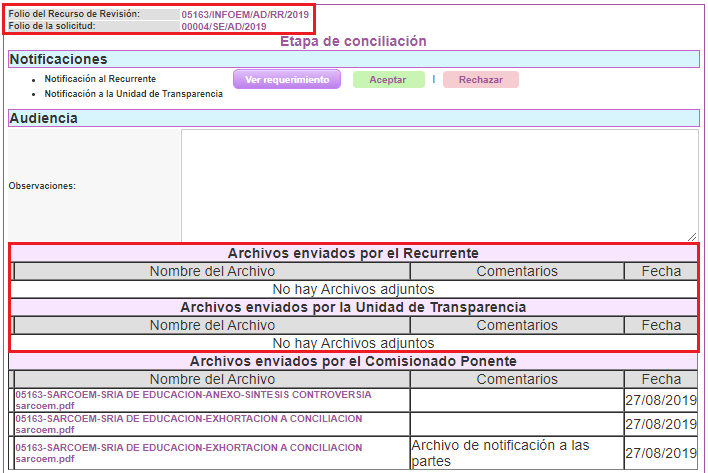 Folio del Recurso de Revisión: 05163/INFOEM/AD/RR/2019
Folio de la solicitud: 00004/SE/AD/2019
Etapa de conciliación
Notificaciones
Notificación al Recurrente
Notificación a la Unidad de Transparencia
Ver requerimiento Aceptar | Rechazar
Audiencia
Observaciones:
Archivos enviados por el Recurrente
Nombre del Archivo Comentarios Fecha
No hay Archivos adjuntos
Archivos enviados por la Unidad de Transparencia
Nombre del Archivo Comentarios Fecha
No hay Archivos adjuntos
Archivos enviados por el Comisionado Ponente
Nombre del Archivo Comentarios Fecha
05163-SARCOEM-SRIA DE EDUCACION-ANEXO-SINTESIS CONTROVERSIA
sarcoem.pdf
27/08/2019
05163-SARCOEM-SRIA DE EDUCACION-EXHORTACION A CONCILIACION
sarcoem.pdf
27/08/2019
05163-SARCOEM-SRIA DE EDUCACION-EXHORTACION A CONCILIACION
sarcoem.pdf
Archivo de notificación a las
partes
27/08/2019